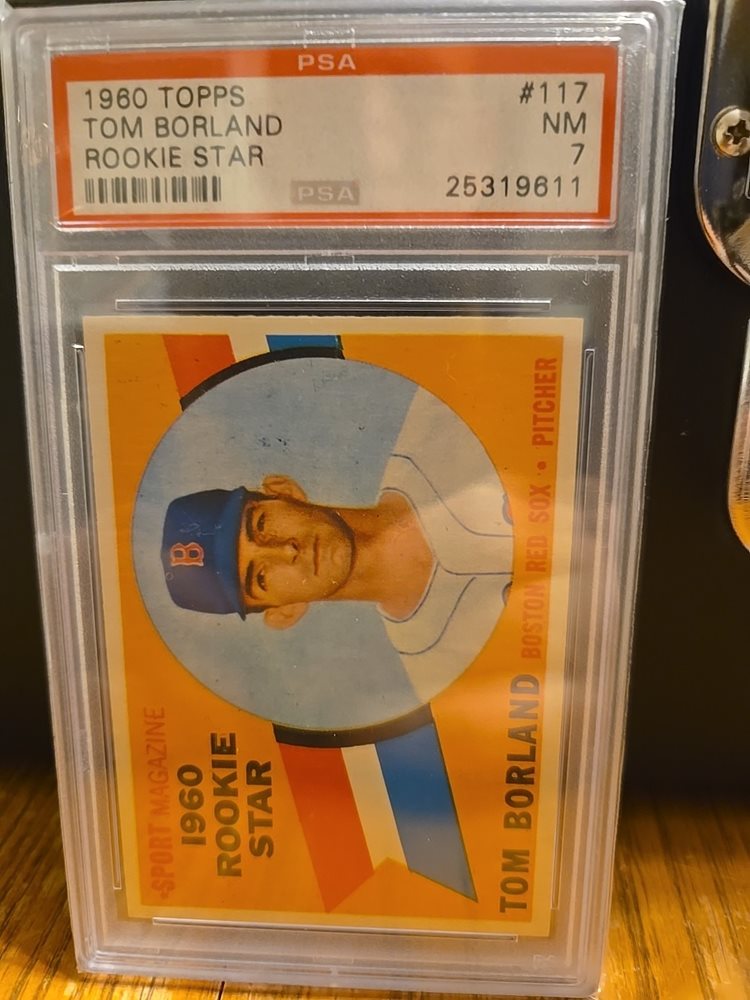 PSA
1960 TOPPS #117
TOM BORLAND NM
ROOKIE STAR 7
PSA 25319611
B
SPORT MAGAZINE
1960
ROOKIE
STAR
TOM BORLAND BOSTON RED SOX • PITCHER